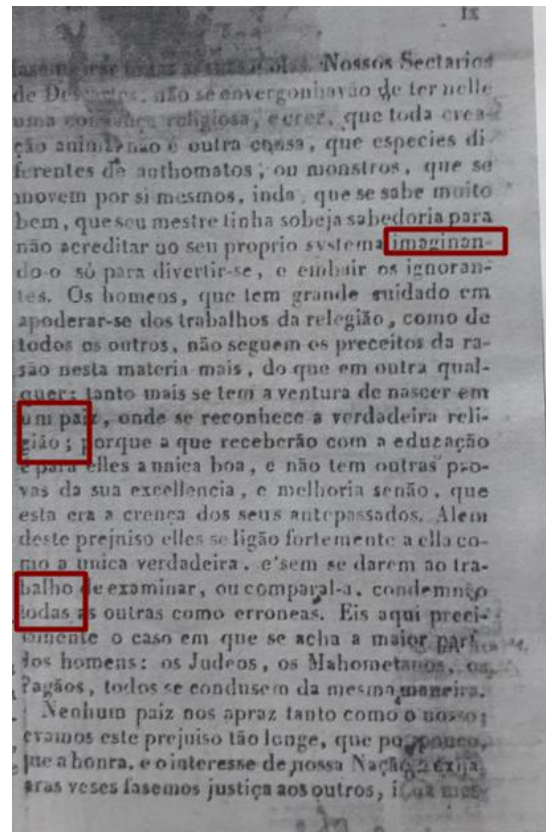 IX
Nossos Sectarios
de Descartes, não se envergonhavão de ter nelle
uma religiosa, e crer, que toda crea-
ção animl não é outra cousa, que especies di-
ferentes de authomatos, ou monstros, que se
movem por si mesmos, inda, que se sabe muito
bem, que seu mestre tinha sobeja sabedoria para
não acreditar no seu proprio systema imaginan-
do-o só para divertir-se, e embair os ignoran-
tes. Os homens, que tem grande cuidado em
apoderar-se dos trabalhos da relegião, como de
todos os outros, não seguem os preceitos da ra-
são nesta materia mais, do que em outra qual-
quer: tanto mais se tem a ventura de nascer em
um paiz, onde se reconhece a verdadeira reli-
gião; porque a que receberão com a educação
é para elles a unica boa, e não tem outras pro-
vas da sua excellencia, e melhoria senão, que
esta era a crença dos seus antepassados. Alem
deste prejuiso elles se ligão fortemente a ella co-
mo a unica verdadeira, e sem se darem ao tra-
balho de examinar, ou comparal-a, condemnão
todas as outras como erroneas. Eis aqui preci-
samente o caso em que se acha a maior part
dos homens: os Judeos, os Mahometanos, os
Pagãos, todos se condusem da mesma maneira.
Nenhum paiz nos apraz tanto como o nosso;
evamos este prejuiso tão longe, que por pouco,
que a honra, e o interesse de nossa Nação o exija,
aras veses fasemos justiça aos outros,